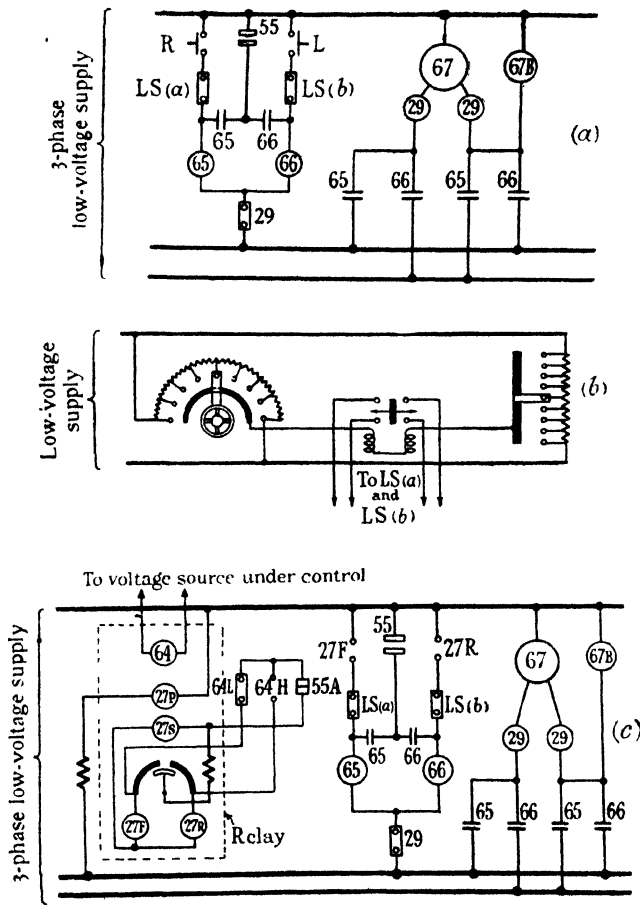 3-phase
low-voltage supply
R
55
L
LS(a)
LS(b)
65
66
65
66
29
67
67B
29
29
65
66
65
66
(a)
Low-voltage
supply
To LS(a)
and
LS(b)
(b)
To voltage source under control
3-phase low-voltage supply
64
27P
27S
64L
64H
55A
27F
27R
Relay
27F
55
27R
LS(a)
LS(b)
65
66
65
66
29
67
67B
29
29
65
66
65
66
(c)